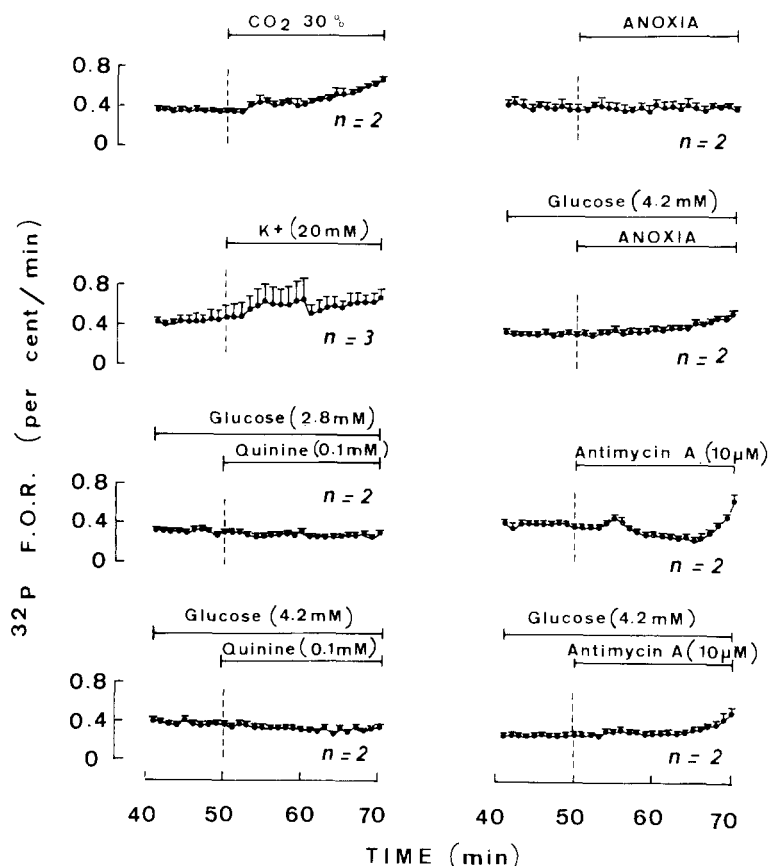 CO2 30%
0.8
0.4
0
n = 2
ANOXIA
n = 2
K+ (20mM)
0.8
0.4
n = 3
Glucose (4.2 mM)
ANOXIA
n = 2
Glucose (2.8mM)
Quinine (0.1mM)
0.8
0.4
0
n = 2
Antimycin A. (10µM)
n = 2
Glucose (4.2mM)
Quinine (0.1mM)
0.8
0.4
0
n = 2
Glucose (4.2mM)
Antimycin A (10µM)
n = 2
32P F.O.R. (per cent/min)
40 50 60 70
40 50 60 70
TIME (min)